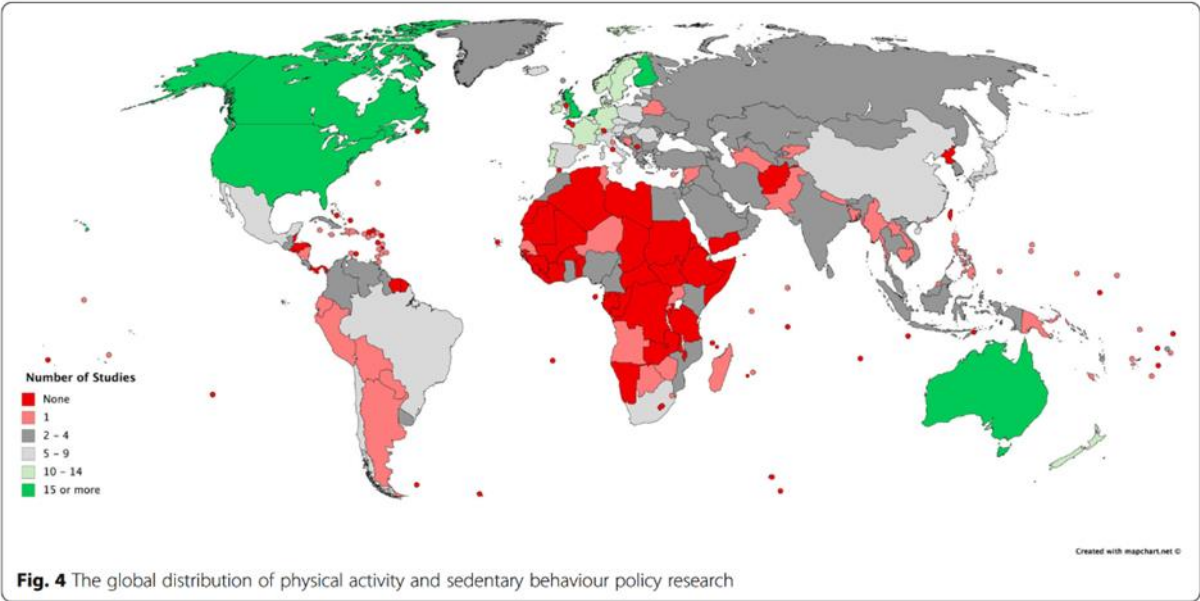 Number of Studies
None
1
2 - 4
5 - 9
10 - 14
15 or more
Created with mapchart.net ©
Fig. 4 The global distribution of physical activity and sedentary behaviour policy research